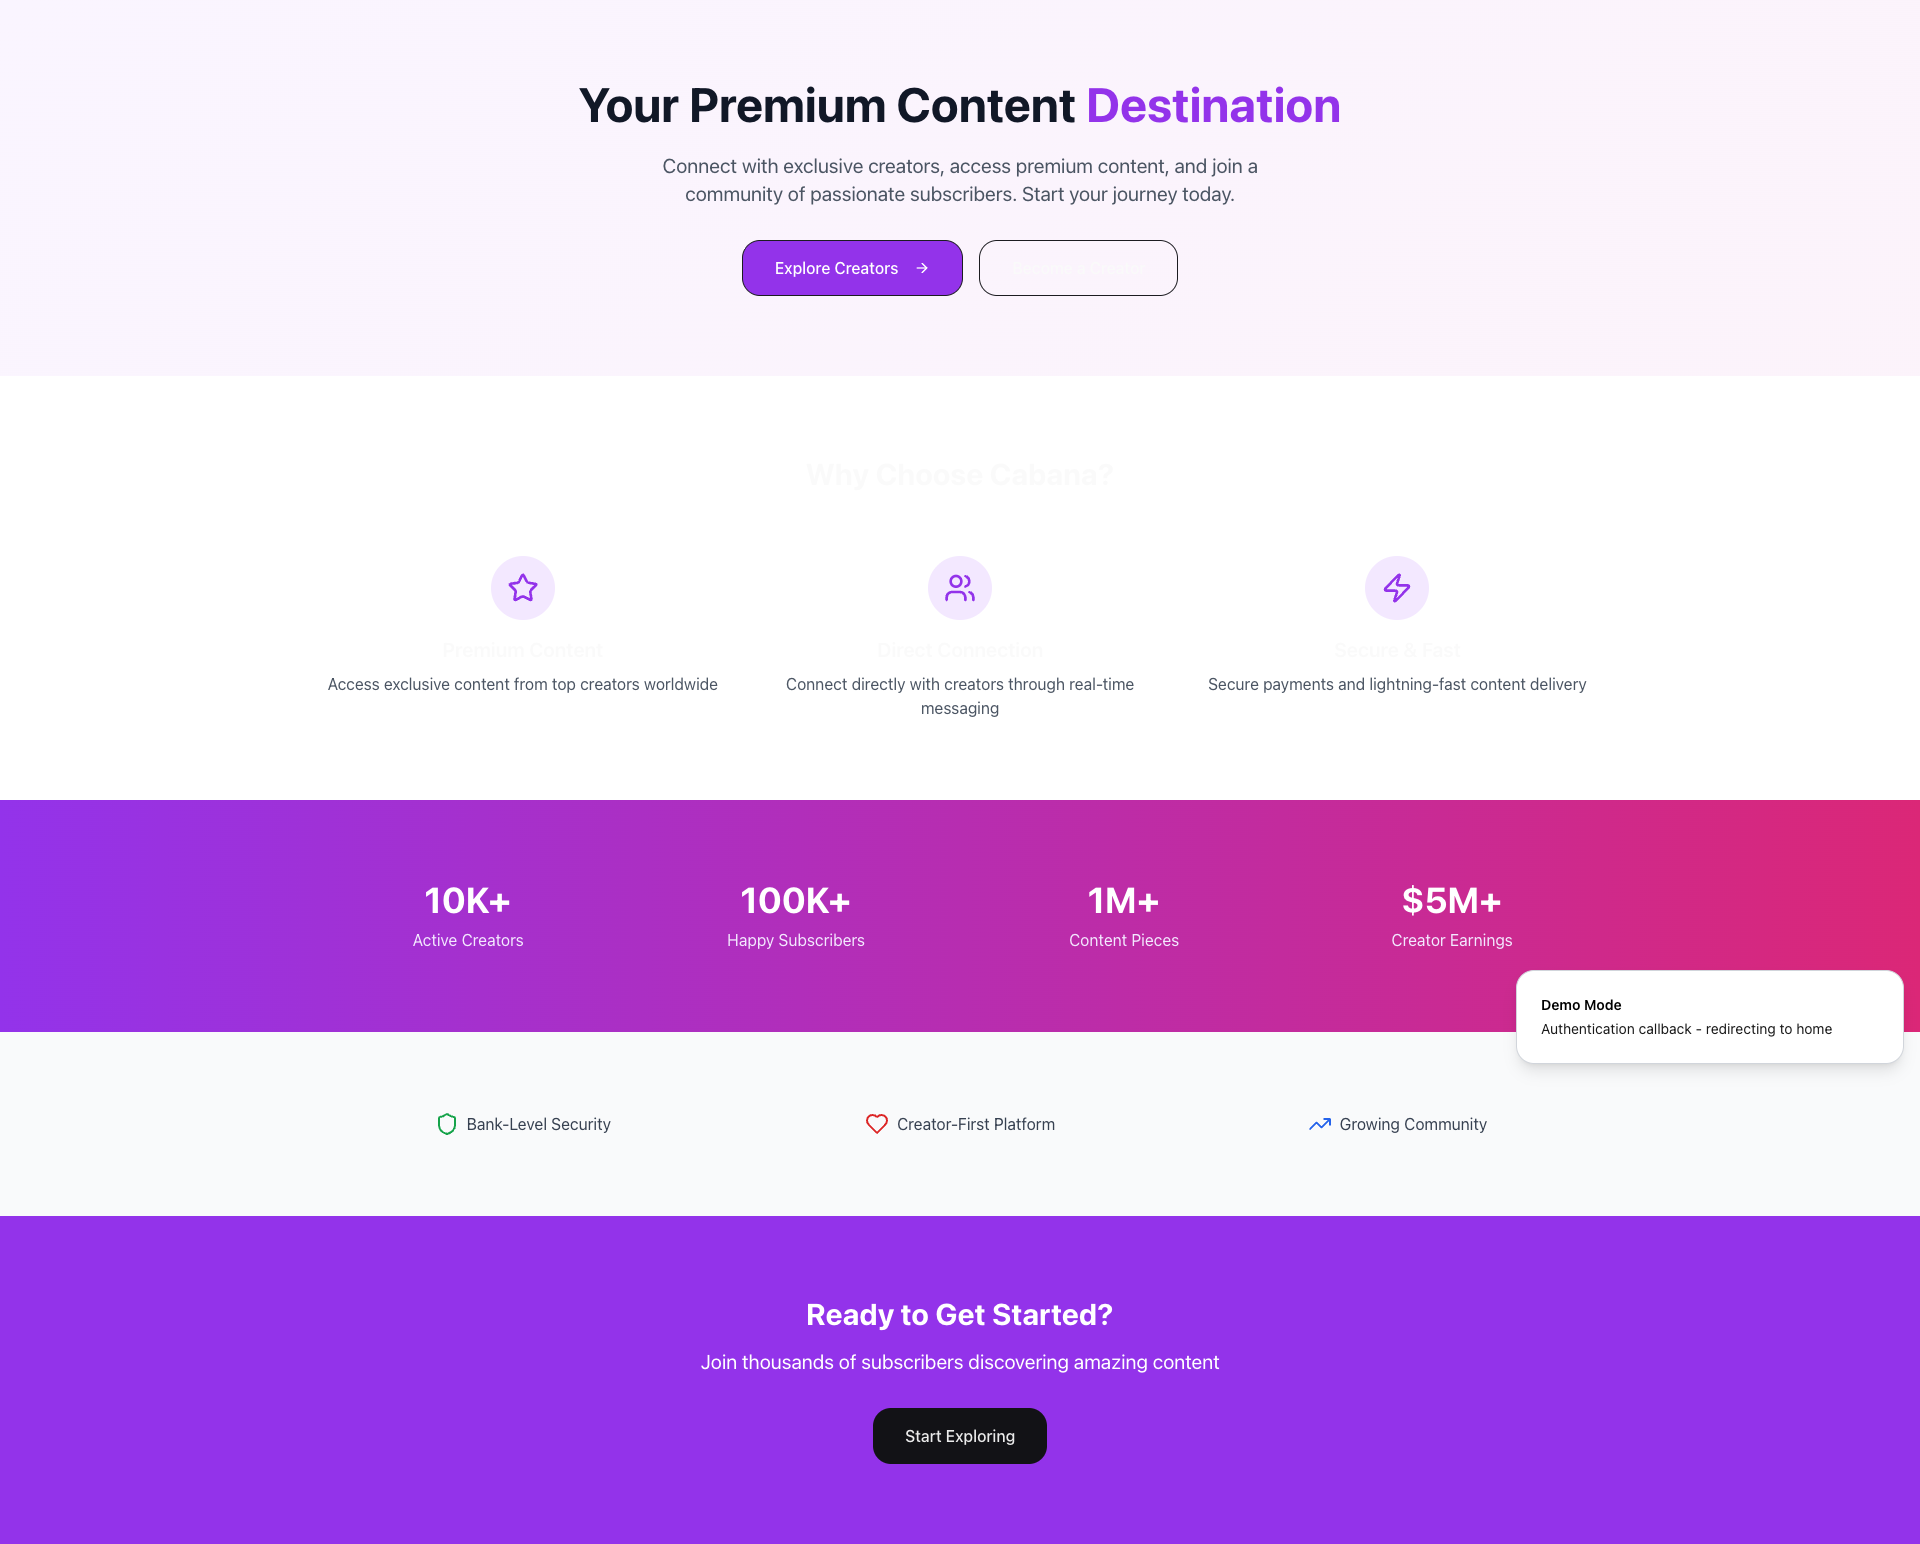 Your Premium Content Destination
Connect with exclusive creators, access premium content, and join a
community of passionate subscribers. Start your journey today.
Explore Creators
Why Choose Cabana?
Premium Content
Direct Connection
Secure & Fast
Access exclusive content from top creators worldwide
Connect directly with creators through real-time
messaging
Secure payments and lightning-fast content delivery
10K+
Active Creators
100K+
Happy Subscribers
1M+
Content Pieces
$5M+
Creator Earnings
Demo Mode
Authentication callback - redirecting to home
Bank-Level Security
Creator-First Platform
Growing Community
Ready to Get Started?
Join thousands of subscribers discovering amazing content
Start Exploring